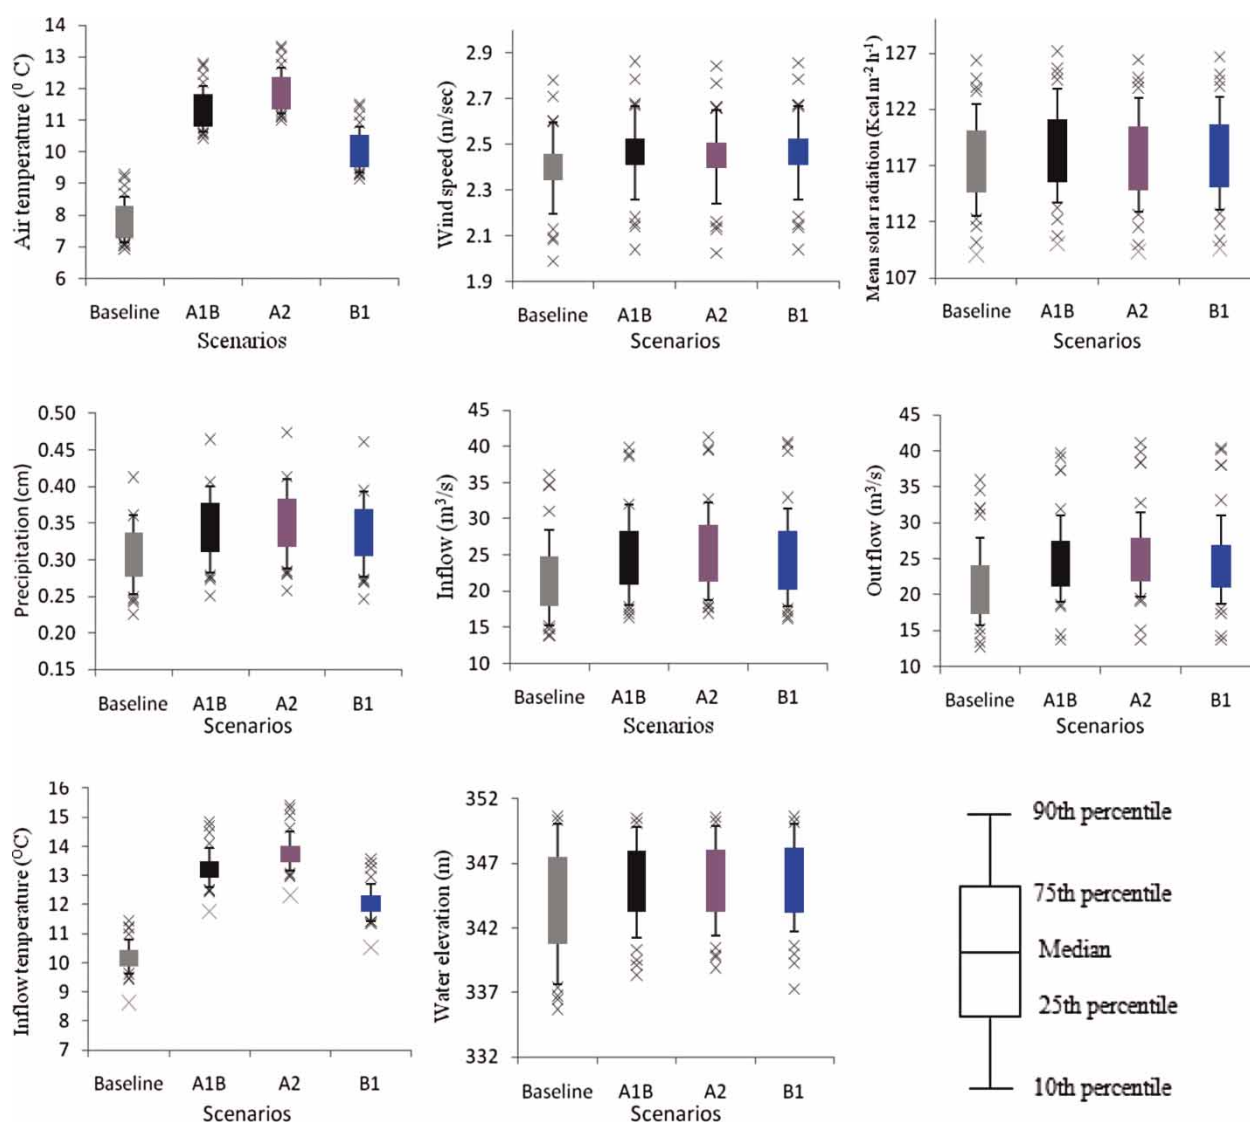 Air temperature (⁰ C)
14
13
12
11
10
9
8
7
6
Baseline A1B A2 B1
Scenarios
Wind speed (m/sec)
2.9
2.7
2.5
2.3
2.1
1.9
Baseline A1B A2 B1
Scenarios
Mean solar radiation (Kcal m⁻² h⁻¹)
127
122
117
112
107
Baseline A1B A2 B1
Scenarios
Precipitation (cm)
0.50
0.45
0.40
0.35
0.30
0.25
0.20
0.15
Baseline A1B A2 B1
Scenarios
Inflow (m³/s)
45
40
35
30
25
20
15
10
Baseline A1B A2 B1
Scenarios
Out flow (m³/s)
45
40
35
30
25
20
15
10
Baseline A1B A2 B1
Scenarios
Inflow temperature (⁰C)
16
15
14
13
12
11
10
9
8
7
Baseline A1B A2 B1
Scenarios
Water elevation (m)
352
347
342
337
332
Baseline A1B A2 B1
Scenarios
90th percentile
75th percentile
Median
25th percentile
10th percentile